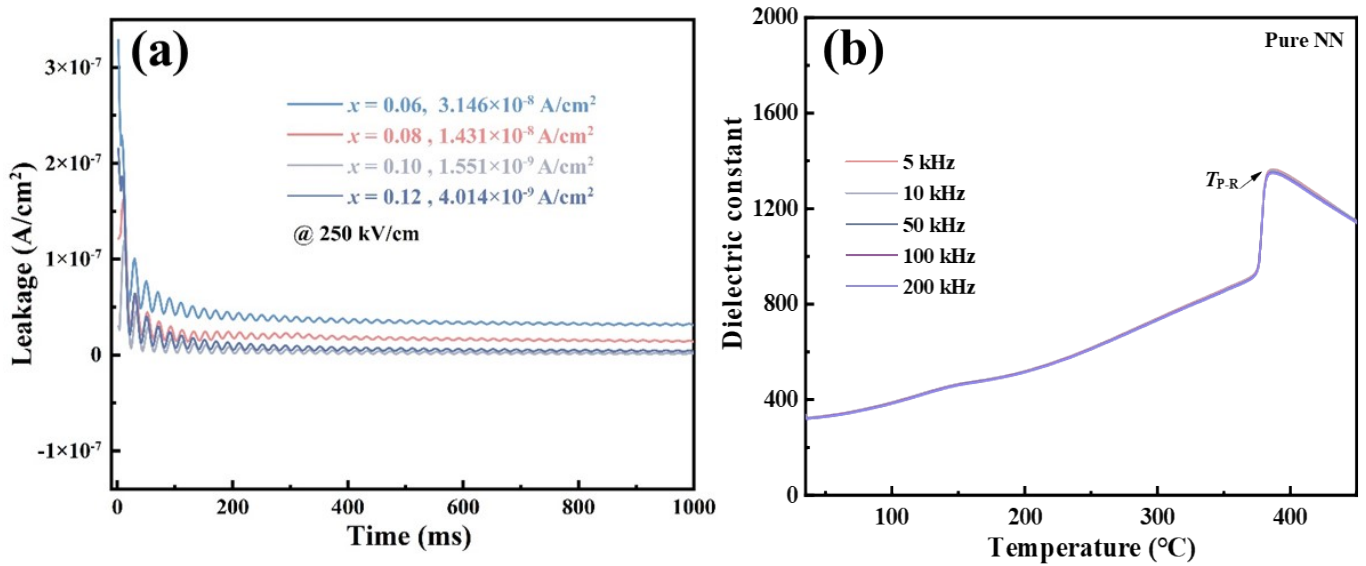 (a)
x = 0.06, 3.146×10⁻⁸ A/cm²
x = 0.08 , 1.431×10⁻⁸ A/cm²
x = 0.10 , 1.551×10⁻⁹ A/cm²
x = 0.12 , 4.014×10⁻⁹ A/cm²
@ 250 kV/cm
Leakage (A/cm²)
3×10⁻⁷
2×10⁻⁷
1×10⁻⁷
0
-1×10⁻⁷
0 200 400 600 800 1000
Time (ms)
(b)
Pure NN
5 kHz
10 kHz
50 kHz
100 kHz
200 kHz
T_P-R
Dielectric constant
2000
1600
1200
800
400
0
100 200 300 400
Temperature (°C)